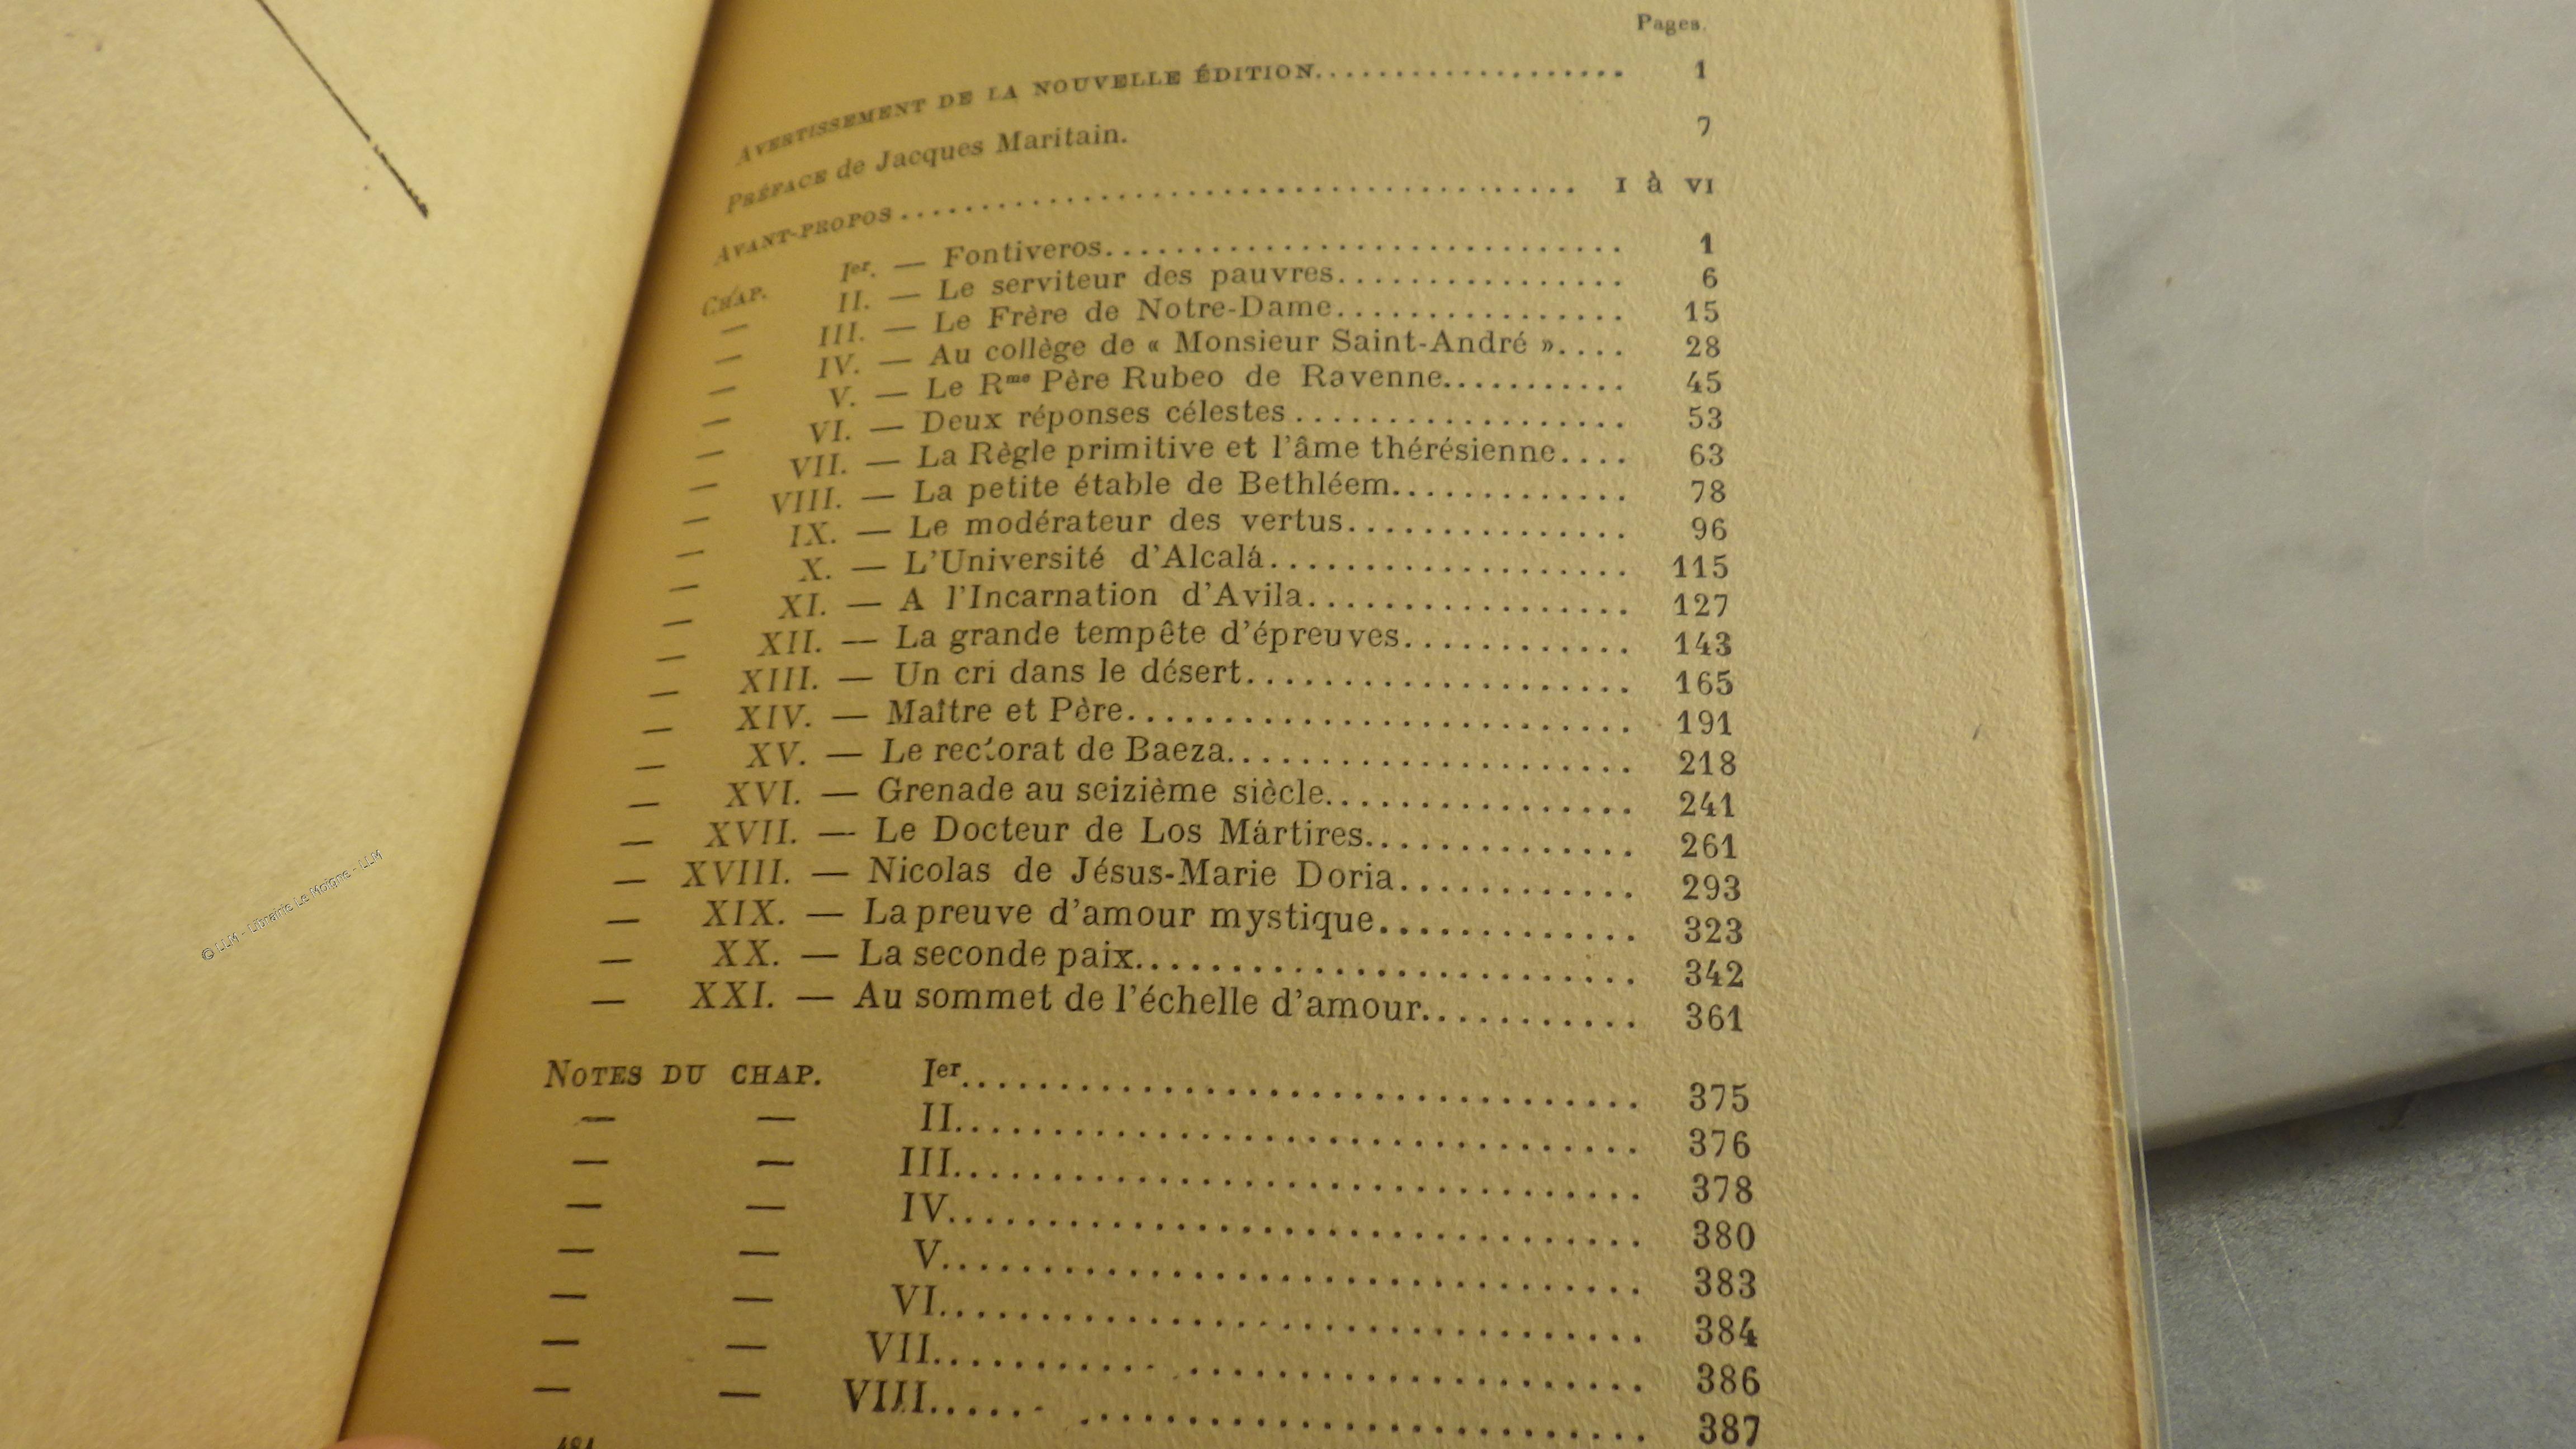 Pages.
AVERTISSEMENT DE LA NOUVELLE ÉDITION.................... 1
PRÉFACE de Jacques Maritain. 7
AVANT-PROPOS.................................... I à VI
CHAP. Ier. — Fontiveros............................. 1
— II. — Le serviteur des pauvres................. 6
— III. — Le Frère de Notre-Dame................. 15
— IV. — Au collège de « Monsieur Saint-André ».... 28
— V. — Le Rme Père Rubeo de Ravenne........... 45
— VI. — Deux réponses célestes................... 53
— VII. — La Règle primitive et l'âme thérésienne.... 63
— VIII. — La petite étable de Bethléem............. 78
— IX. — Le modérateur des vertus................ 96
— X. — L'Université d'Alcalá.................... 115
— XI. — A l'Incarnation d'Avila.................. 127
— XII. — La grande tempête d'épreuves............ 143
— XIII. — Un cri dans le désert..................... 165
— XIV. — Maître et Père........................... 191
— XV. — Le rectorat de Baeza...................... 218
— XVI. — Grenade au seizième siècle................ 241
— XVII. — Le Docteur de Los Mártires.............. 261
— XVIII. — Nicolas de Jésus-Marie Doria............. 293
— XIX. — La preuve d'amour mystique.............. 323
— XX. — La seconde paix.......................... 342
— XXI. — Au sommet de l'échelle d'amour........... 361
NOTES DU CHAP. Ier.................................. 375
— — II.................................. 376
— — III.................................. 378
— — IV.................................. 380
— — V.................................. 383
— — VI.................................. 384
— — VII.................................. 386
— — VIII.................................. 387
© LLM - Librairie Le Moigne - LLM